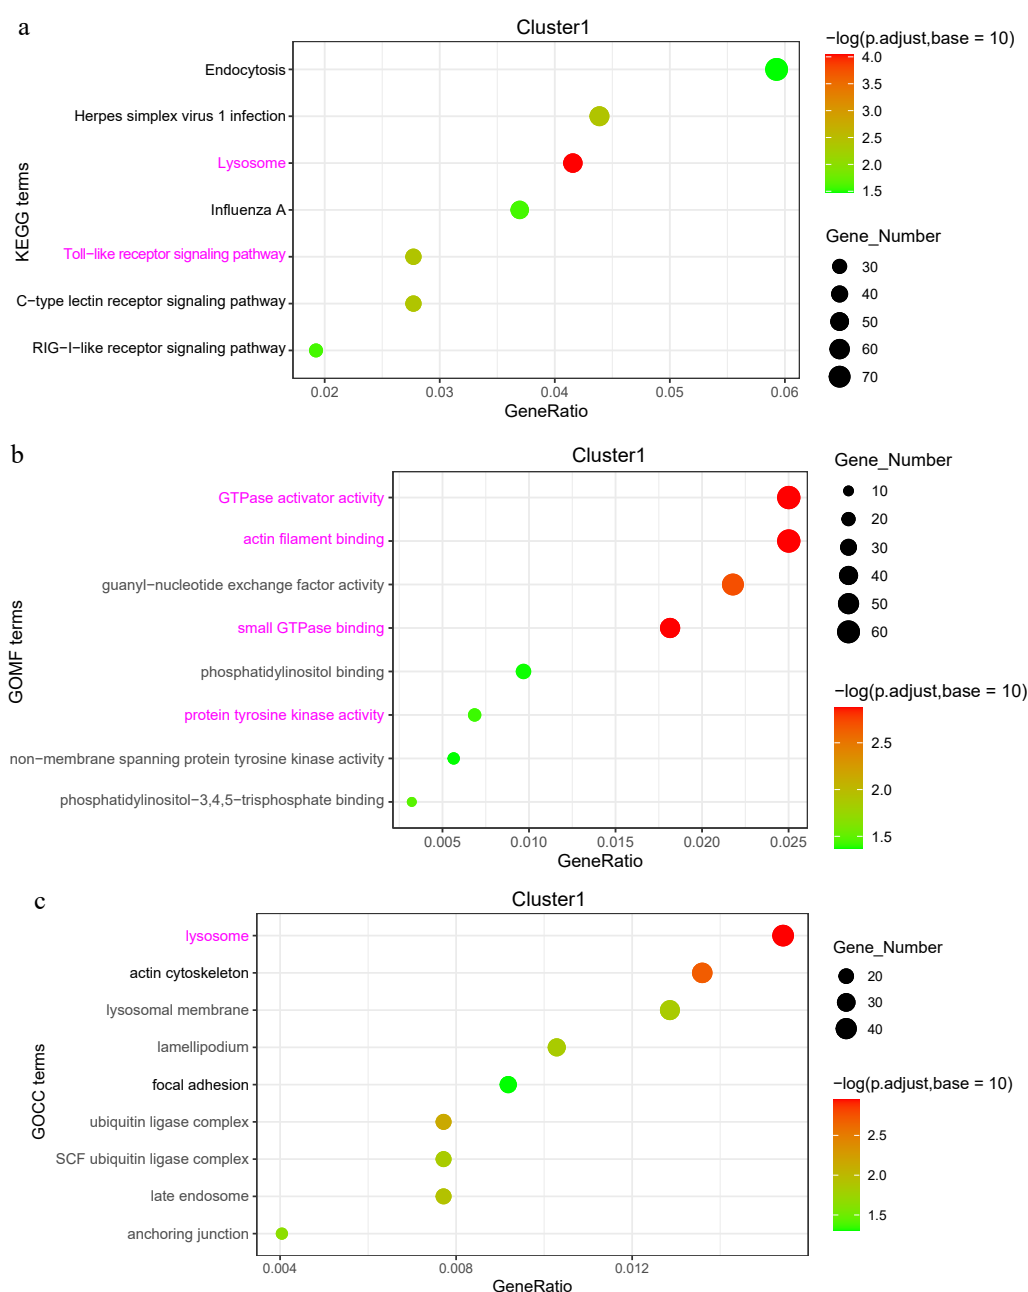 a
Cluster1
KEGG terms
Endocytosis
Herpes simplex virus 1 infection
Lysosome
Influenza A
Toll−like receptor signaling pathway
C−type lectin receptor signaling pathway
RIG−I−like receptor signaling pathway
0.02 0.03 0.04 0.05 0.06
GeneRatio
−log(p.adjust,base = 10)
4.0
3.5
3.0
2.5
2.0
1.5
Gene_Number
30
40
50
60
70
b
Cluster1
GOMF terms
GTPase activator activity
actin filament binding
guanyl−nucleotide exchange factor activity
small GTPase binding
phosphatidylinositol binding
protein tyrosine kinase activity
non−membrane spanning protein tyrosine kinase activity
phosphatidylinositol−3,4,5−trisphosphate binding
0.005 0.010 0.015 0.020 0.025
GeneRatio
Gene_Number
10
20
30
40
50
60
−log(p.adjust,base = 10)
2.5
2.0
1.5
c
Cluster1
GOCC terms
lysosome
actin cytoskeleton
lysosomal membrane
lamellipodium
focal adhesion
ubiquitin ligase complex
SCF ubiquitin ligase complex
late endosome
anchoring junction
0.004 0.008 0.012
GeneRatio
Gene_Number
20
30
40
−log(p.adjust,base = 10)
2.5
2.0
1.5